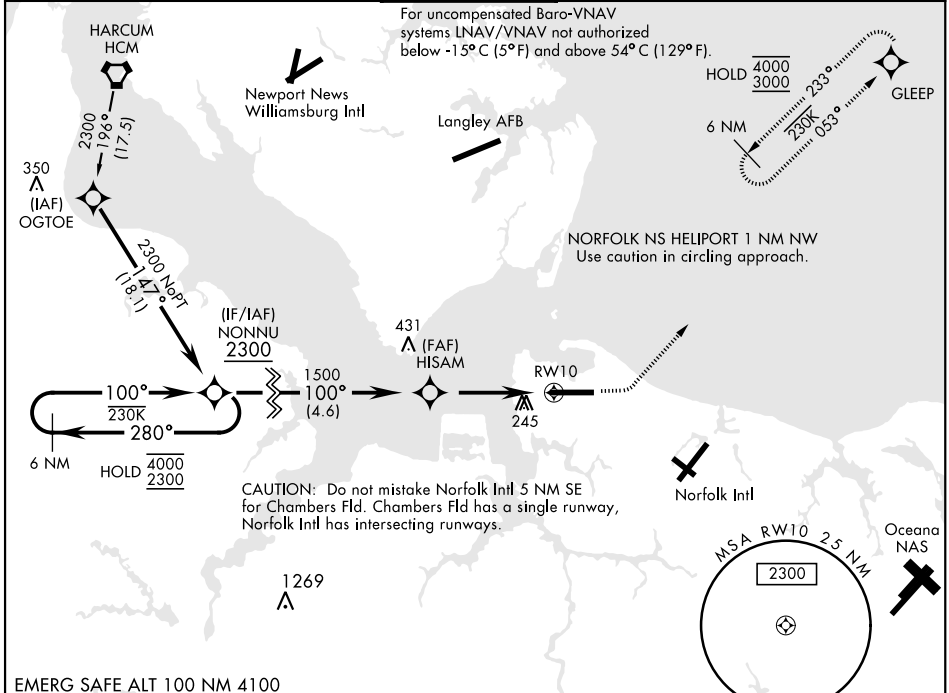 For uncompensated Baro-VNAV
systems LNAV/VNAV not authorized
below -15°C (5°F) and above 54°C (129°F).
HARCUM
HCM
2300
196°
(17.5)
Newport News
Williamsburg Intl
Langley AFB
HOLD 4000
3000
233°
GLEEP
6 NM
230K
053°
350
(IAF)
OGTOE
2300 NoPT
147°
(18.1)
NORFOLK NS HELIPORT 1 NM NW
Use caution in circling approach.
(IF/IAF)
NONNU
2300
431
(FAF)
HISAM
1500
100°
(4.6)
RW10
245
100°
230K
280°
6 NM
HOLD 4000
2300
CAUTION: Do not mistake Norfolk Intl 5 NM SE
for Chambers Fld. Chambers Fld has a single runway,
Norfolk Intl has intersecting runways.
Norfolk Intl
Oceana
NAS
MSA RW10 25 NM
2300
1269
EMERG SAFE ALT 100 NM 4100